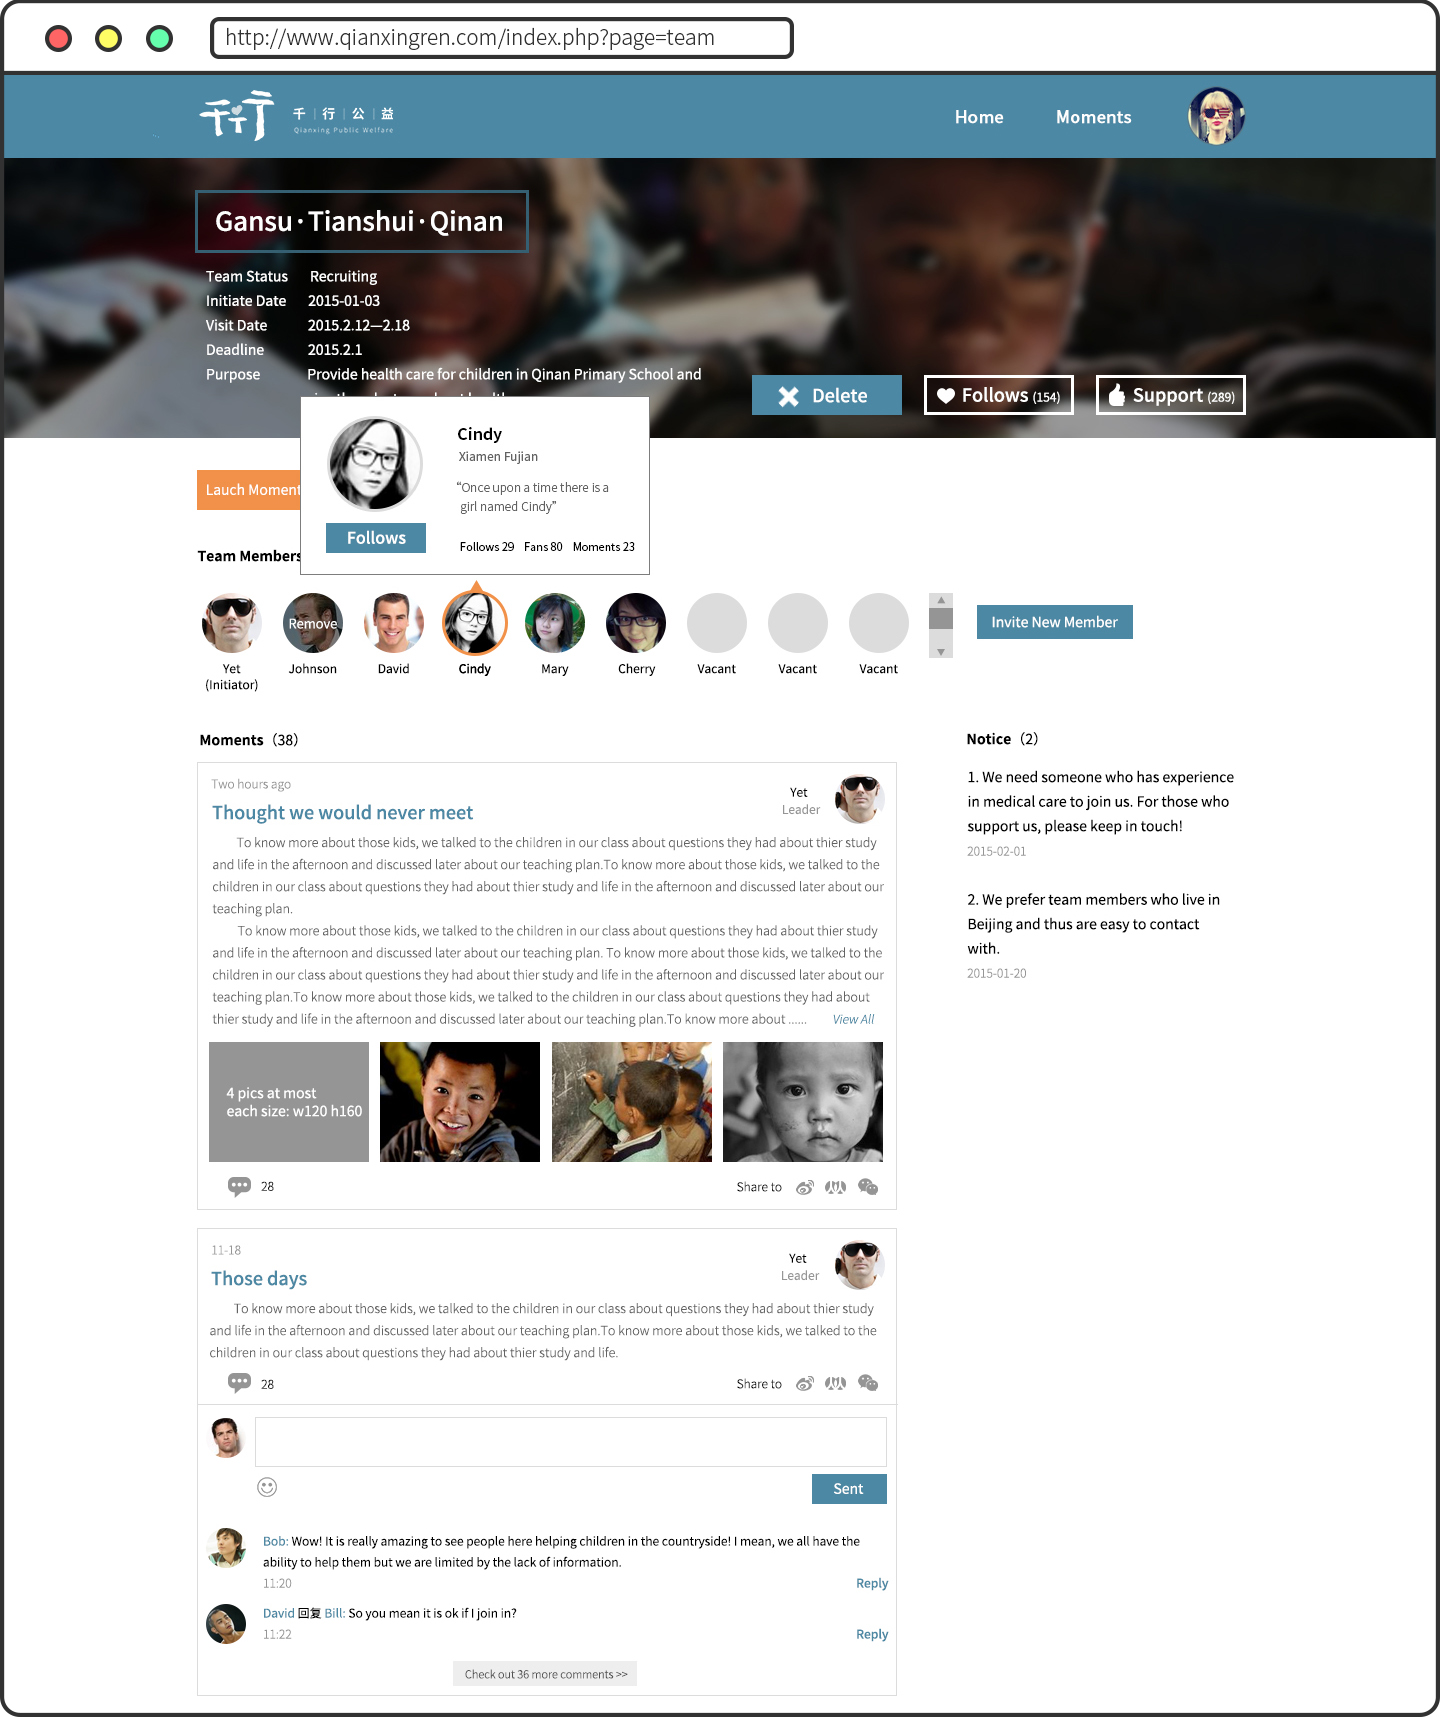 http://www.qianxingren.com/index.php?page=team
千行
千 | 行 | 公 | 益
Qianxing Public Welfare
Home
Moments
Gansu·Tianshui·Qinan
Team Status Recruiting
Initiate Date 2015-01-03
Visit Date 2015.2.12—2.18
Deadline 2015.2.1
Purpose Provide health care for children in Qinan Primary School and
Delete
Follows (154)
Support (289)
Cindy
Xiamen Fujian
“Once upon a time there is a
girl named Cindy”
Follows
Follows 29 Fans 80 Moments 23
Lauch Moment
Team Members
Remove
Yet
(Initiator)
Johnson
David
Cindy
Mary
Cherry
Vacant
Vacant
Vacant
Invite New Member
Moments（38）
Two hours ago
Thought we would never meet
Yet
Leader
To know more about those kids, we talked to the children in our class about questions they had about thier study
and life in the afternoon and discussed later about our teaching plan.To know more about those kids, we talked to the
children in our class about questions they had about thier study and life in the afternoon and discussed later about our
teaching plan.
To know more about those kids, we talked to the children in our class about questions they had about thier study
and life in the afternoon and discussed later about our teaching plan. To know more about those kids, we talked to the
children in our class about questions they had about thier study and life in the afternoon and discussed later about our
teaching plan.To know more about those kids, we talked to the children in our class about questions they had about
thier study and life in the afternoon and discussed later about our teaching plan.To know more about ...... View All
4 pics at most
each size: w120 h160
28
Share to
11-18
Those days
Yet
Leader
To know more about those kids, we talked to the children in our class about questions they had about thier study
and life in the afternoon and discussed later about our teaching plan.To know more about those kids, we talked to the
children in our class about questions they had about thier study and life.
28
Share to
Sent
Bob: Wow! It is really amazing to see people here helping children in the countryside! I mean, we all have the
ability to help them but we are limited by the lack of information.
11:20
Reply
David 回复 Bill: So you mean it is ok if I join in?
11:22
Reply
Check out 36 more comments >>
Notice（2）
1. We need someone who has experience
in medical care to join us. For those who
support us, please keep in touch!
2015-02-01
2. We prefer team members who live in
Beijing and thus are easy to contact
with.
2015-01-20